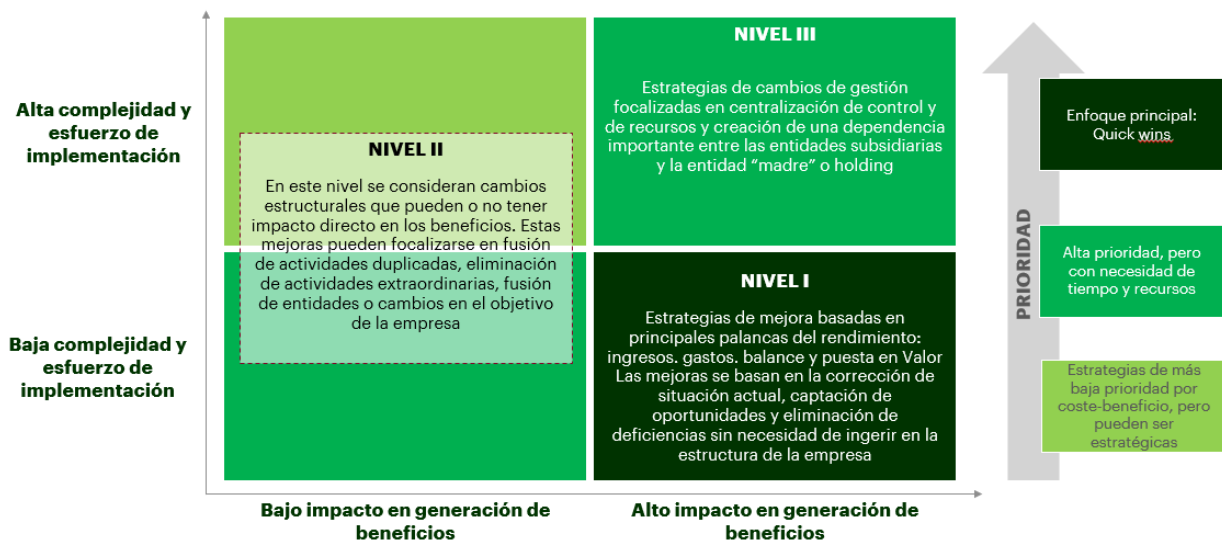 Alta complejidad y
esfuerzo de
implementación
Baja complejidad y
esfuerzo de
implementación
NIVEL II
En este nivel se consideran cambios
estructurales que pueden o no tener
impacto directo en los beneficios. Estas
mejoras pueden focalizarse en fusión
de actividades duplicadas, eliminación
de actividades extraordinarias, fusión
de entidades o cambios en el objetivo
de la empresa
NIVEL III
Estrategias de cambios de gestión
focalizadas en centralización de control y
de recursos y creación de una dependencia
importante entre las entidades subsidiarias
y la entidad “madre” o holding
NIVEL I
Estrategias de mejora basadas en
principales palancas del rendimiento:
ingresos. gastos. balance y puesta en Valor
Las mejoras se basan en la corrección de
situación actual, captación de
oportunidades y eliminación de
deficiencias sin necesidad de ingerir en la
estructura de la empresa
Bajo impacto en generación de
beneficios
Alto impacto en generación de
beneficios
PRIORIDAD
Enfoque principal:
Quick wins
Alta prioridad, pero
con necesidad de
tiempo y recursos
Estrategias de más
baja prioridad por
coste-beneficio, pero
pueden ser
estratégicas